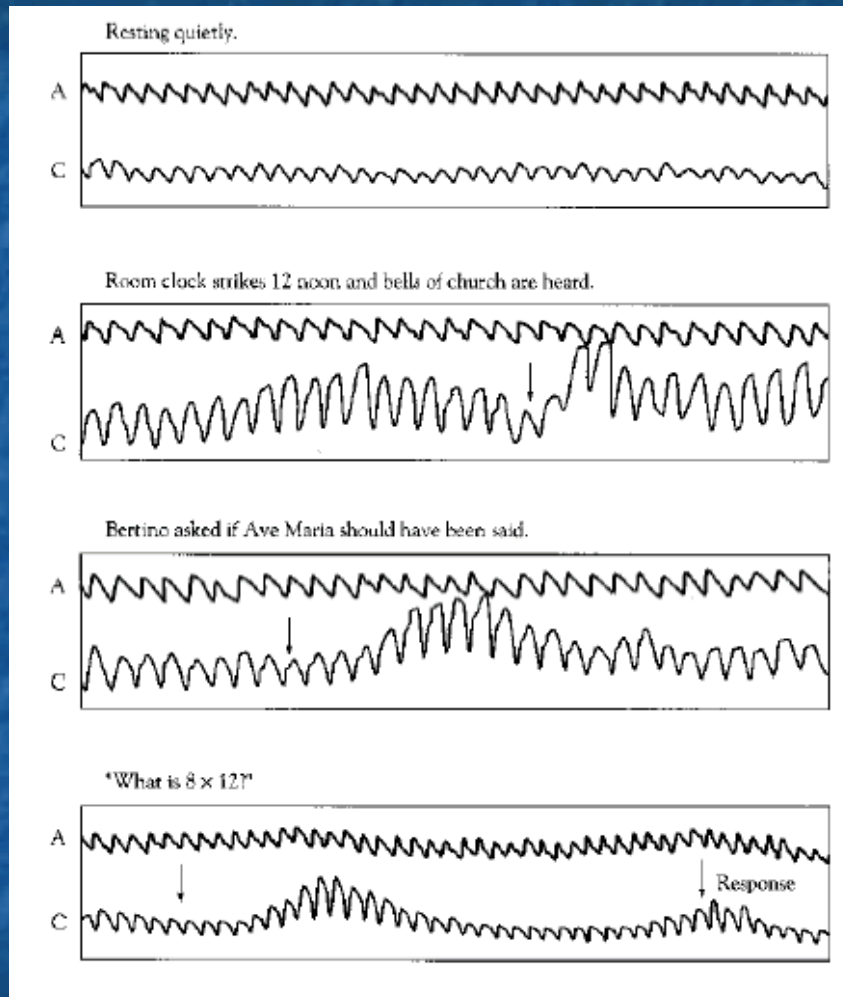 Resting quietly.
A
C
Room clock strikes 12 noon and bells of church are heard.
A
C
Bertino asked if Ave Maria should have been said.
A
C
"What is 8 × 12?"
A
Response
C